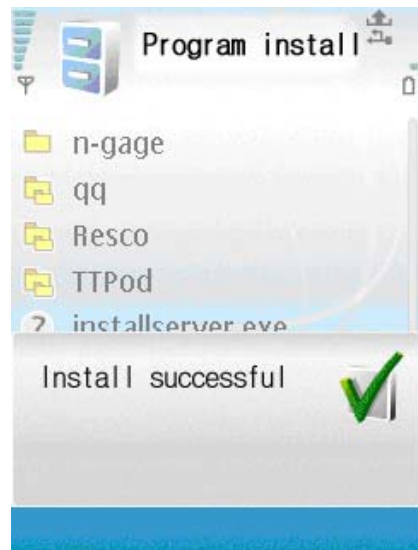 Program install
n-gage
qq
Resco
TTPod
installserver.exe
Install successful